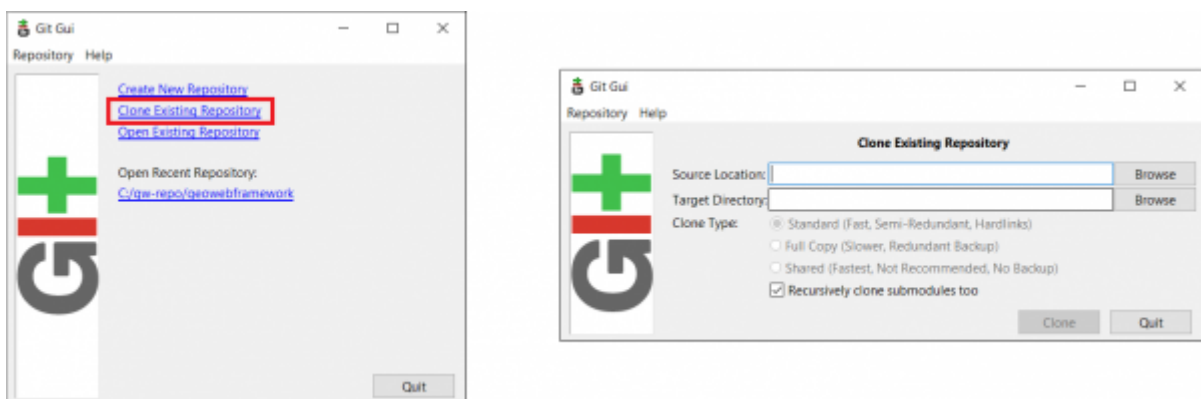 Git Gui
Repository Help
Create New Repository
Clone Existing Repository
Open Existing Repository
Open Recent Repository:
C:/gw-repo/geowebframework
GIT
Quit
Git Gui
Repository Help
Clone Existing Repository
Source Location: Browse
Target Directory: Browse
Clone Type: Standard (Fast, Semi-Redundant, Hardlinks)
Full Copy (Slower, Redundant Backup)
Shared (Fastest, Not Recommended, No Backup)
Recursively clone submodules too
GIT
Clone Quit